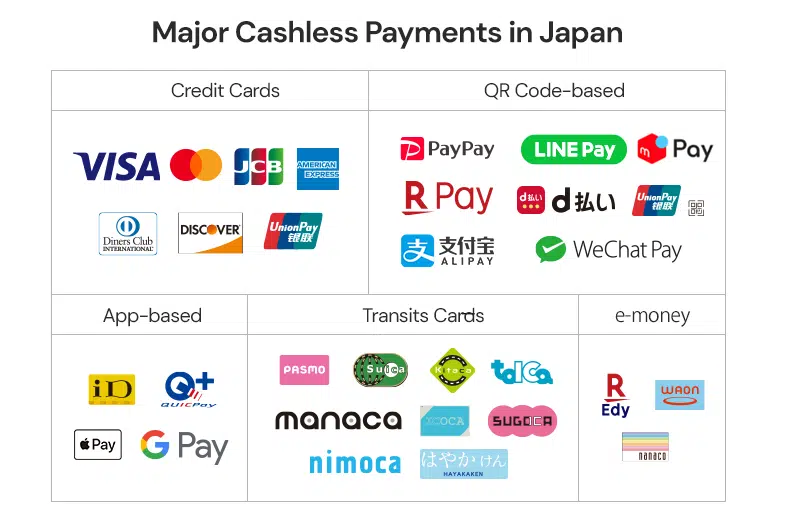 Major Cashless Payments in Japan
Credit Cards
QR Code-based
VISA
JCB
AMERICAN
EXPRESS
PayPay
LINE Pay
m Pay
Diners Club
INTERNATIONAL
DISCOVER
UnionPay
银联
R Pay
d払い d払い
UnionPay
银联
支 支付宝
ALIPAY
WeChat Pay
App-based
Transits Cards
e-money
iD
Q+
QUICPay
PASMO
Suica
Kitaca
toica
R
Edy
WAON
manaca
ICOCA
SUGOCA
Pay
G Pay
nimoca
はやかけん
HAYAKAKEN
nanaco